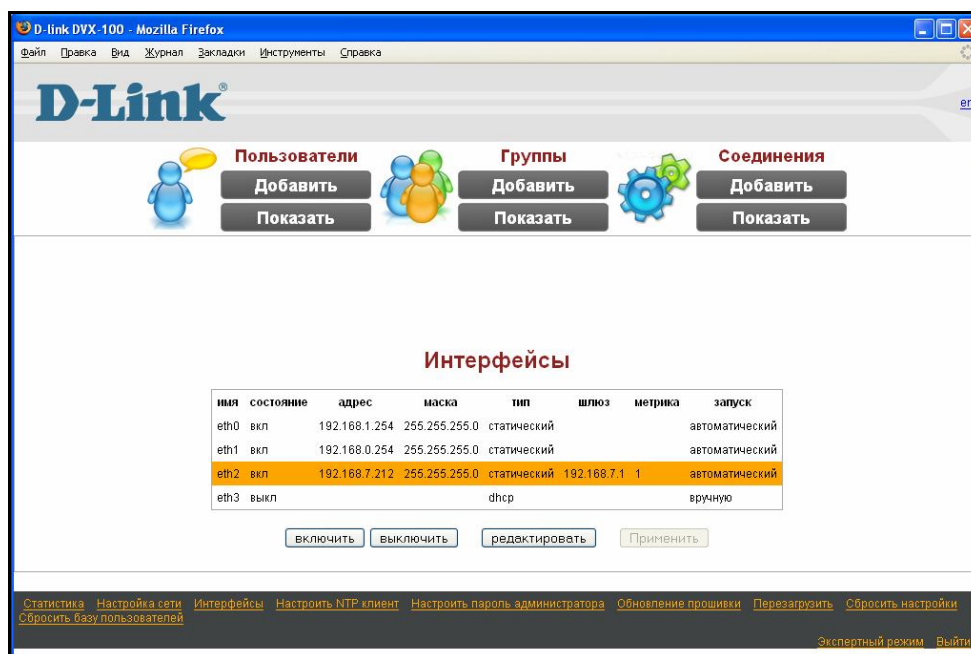 D-link DVX-100 - Mozilla Firefox
Файл Правка Вид Журнал Закладки Инструменты Справка
D-Link®
en
Пользователи Группы Соединения
Добавить Добавить Добавить
Показать Показать Показать
Интерфейсы
имя состояние адрес маска тип шлюз метрика запуск
eth0 вкл 192.168.1.254 255.255.255.0 статический автоматический
eth1 вкл 192.168.0.254 255.255.255.0 статический автоматический
eth2 вкл 192.168.7.212 255.255.255.0 статический 192.168.7.1 1 автоматический
eth3 выкл dhcp вручную
включить выключить редактировать Применить
Статистика Настройка сети Интерфейсы Настроить NTP клиент Настроить пароль администратора Обновление прошивки Перезагрузить Сбросить настройки
Сбросить базу пользователей
Экспертный режим Выйти